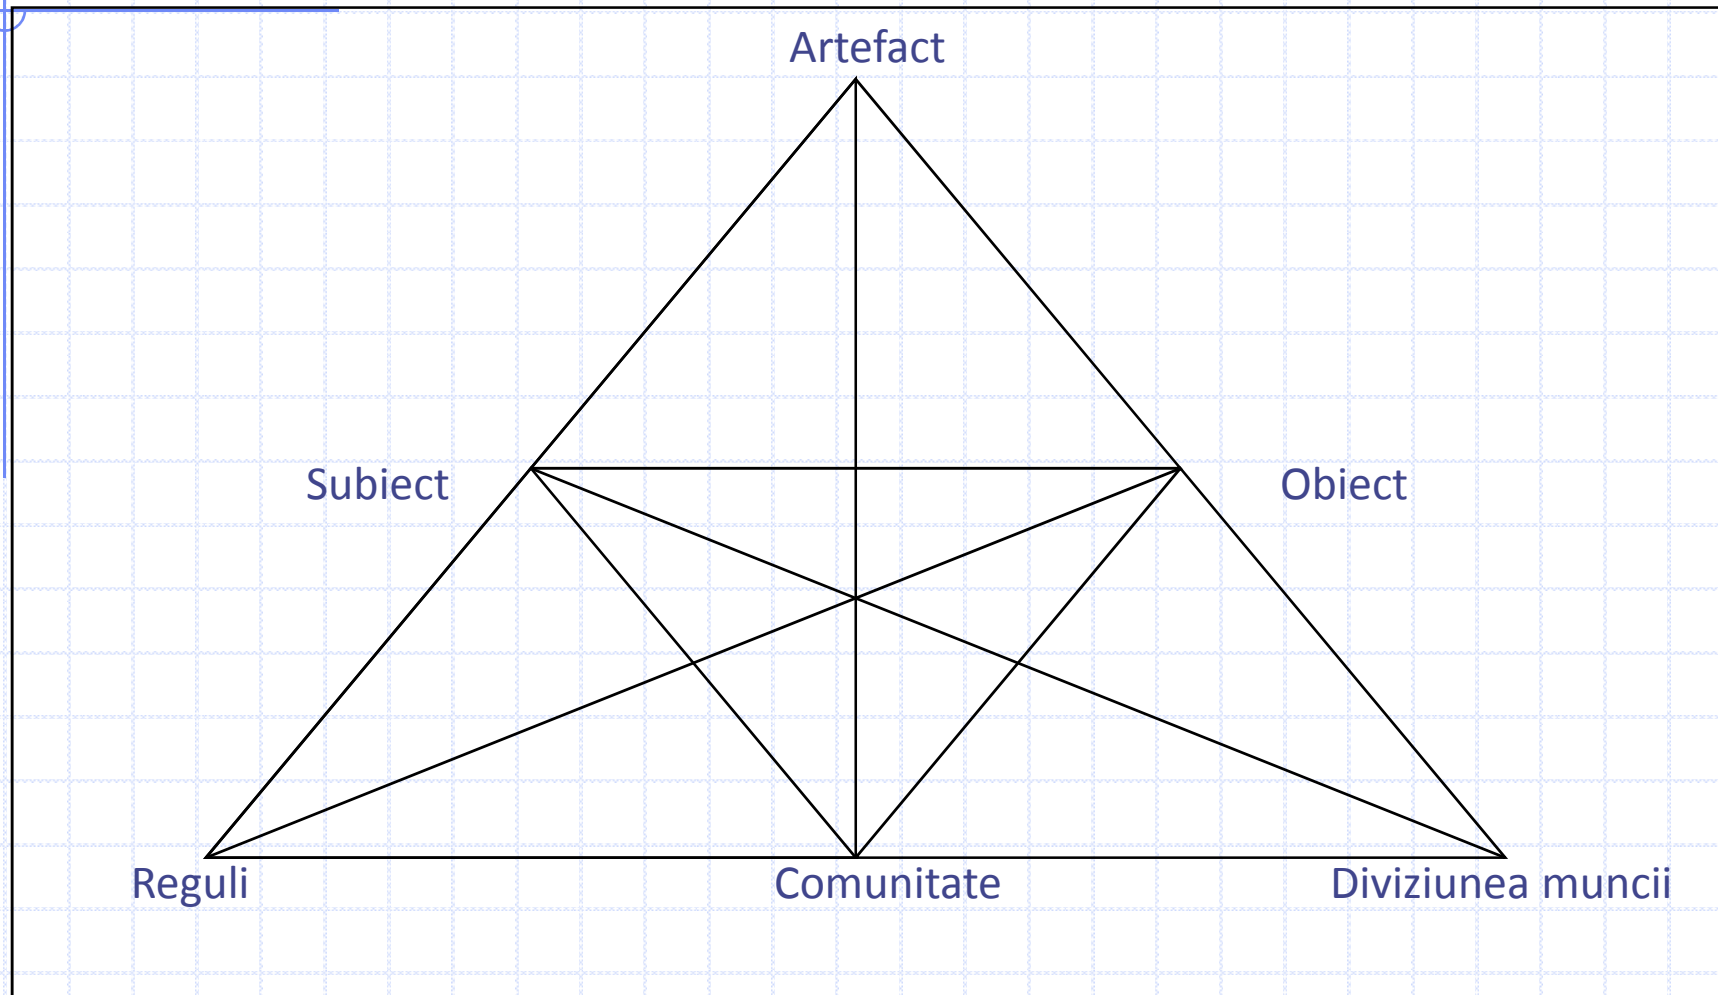 Artefact
Subiect
Obiect
Reguli
Comunitate
Diviziunea muncii